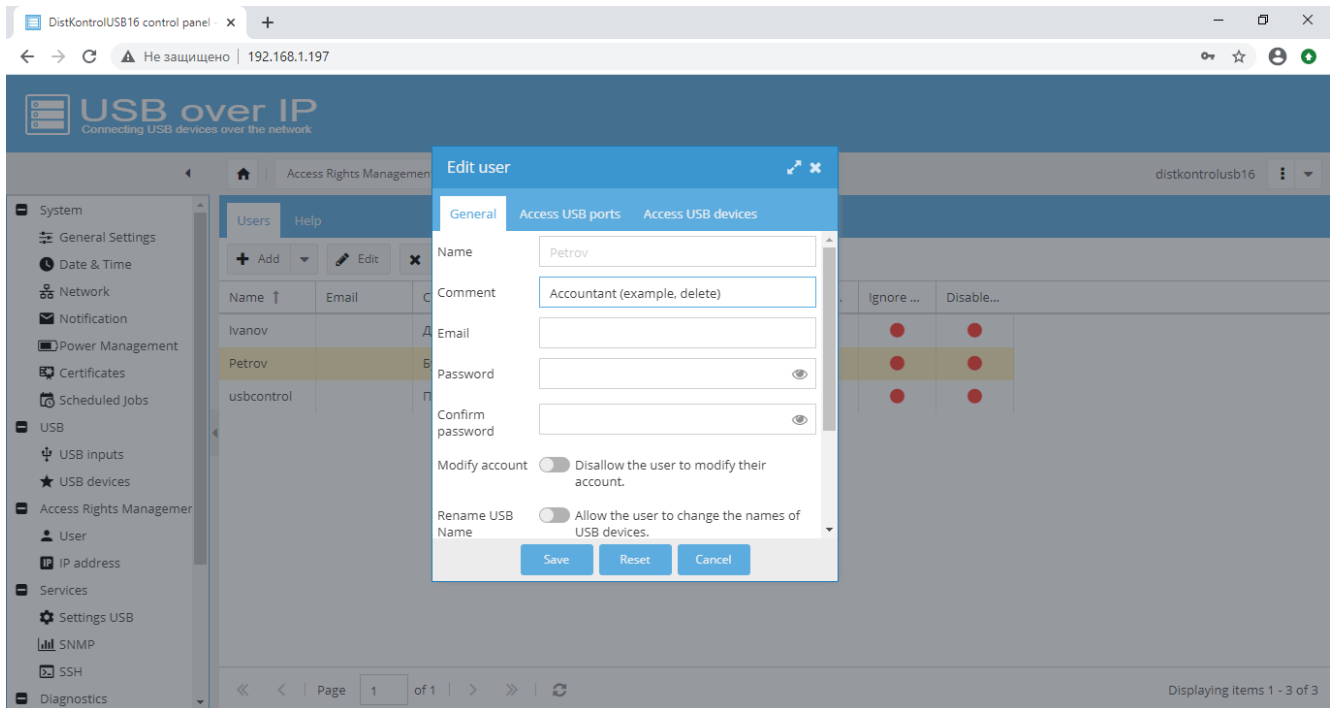 DistKontrolUSB16 control panel -
Не защищено | 192.168.1.197
USB over IP
Connecting USB devices over the network
Access Rights Management
distkontrolusb16
System
General Settings
Date & Time
Network
Notification
Power Management
Certificates
Scheduled Jobs
USB
USB inputs
USB devices
Access Rights Managemen
User
IP address
Services
Settings USB
SNMP
SSH
Diagnostics
Users Help
Add Edit
Name Email Ignore ... Disable...
Ivanov
Petrov
usbcontrol
Edit user
General Access USB ports Access USB devices
Name Petrov
Comment Accountant (example, delete)
Email
Password
Confirm
password
Modify account Disallow the user to modify their
account.
Rename USB
Name
Allow the user to change the names of
USB devices.
Save Reset Cancel
Page 1 of 1
Displaying items 1 - 3 of 3